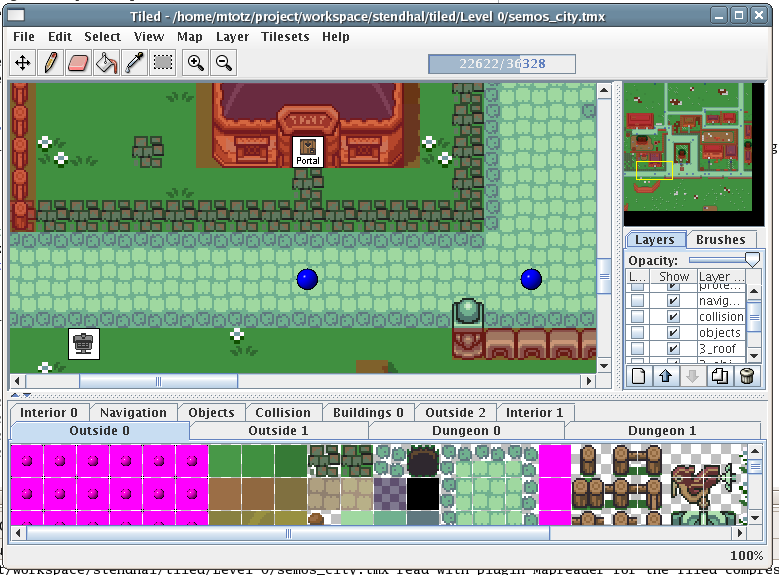 Tiled - /home/mtotz/project/workspace/stendhal/tiled/Level 0/semos_city.tmx
File Edit Select View Map Layer Tilesets Help
22622/36328
Portal
Layers Brushes
Opacity:
L... Show Layer ...
prote...
navig...
collision
objects
3_roof
Interior 0 Navigation Objects Collision Buildings 0 Outside 2 Interior 1
Outside 0 Outside 1 Dungeon 0 Dungeon 1
100%
t/workspace/stendhal/tiled/Level 0/semos_city.tmx read with plugin Mapreader for the Tiled compres